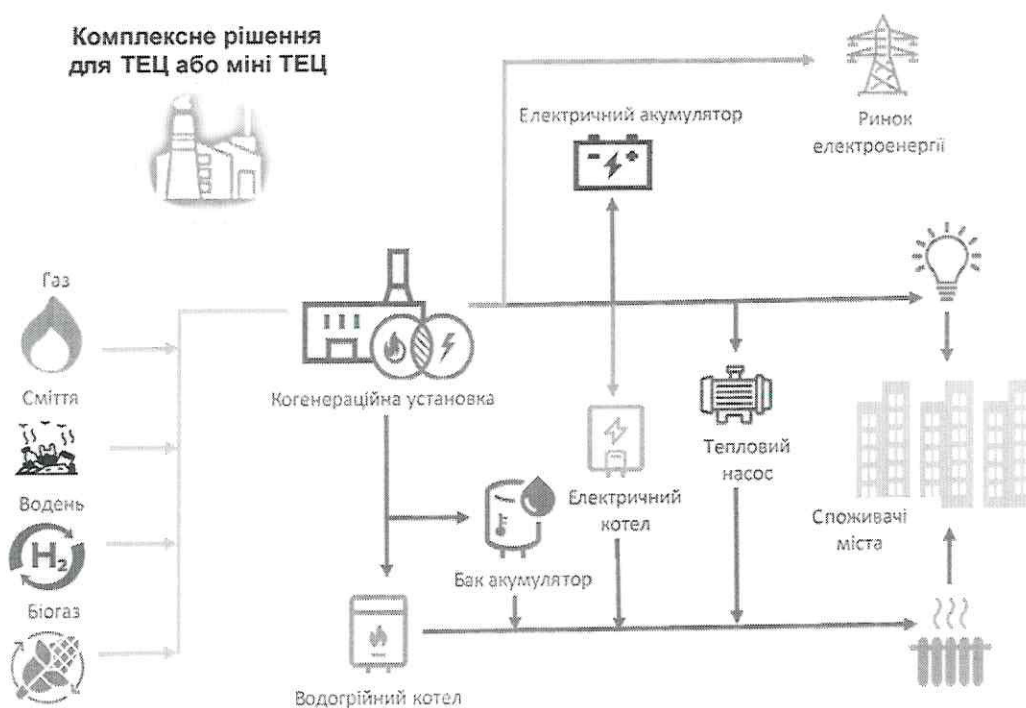 Комплексне рішення
для ТЕЦ або міні ТЕЦ
Електричний акумулятор
Ринок
електроенергії
Газ
Сміття
Водень
H₂
Біогаз
Когенераційна установка
Тепловий
насос
Електричний
котел
Бак акумулятор
Споживачі
міста
Водогрійний котел